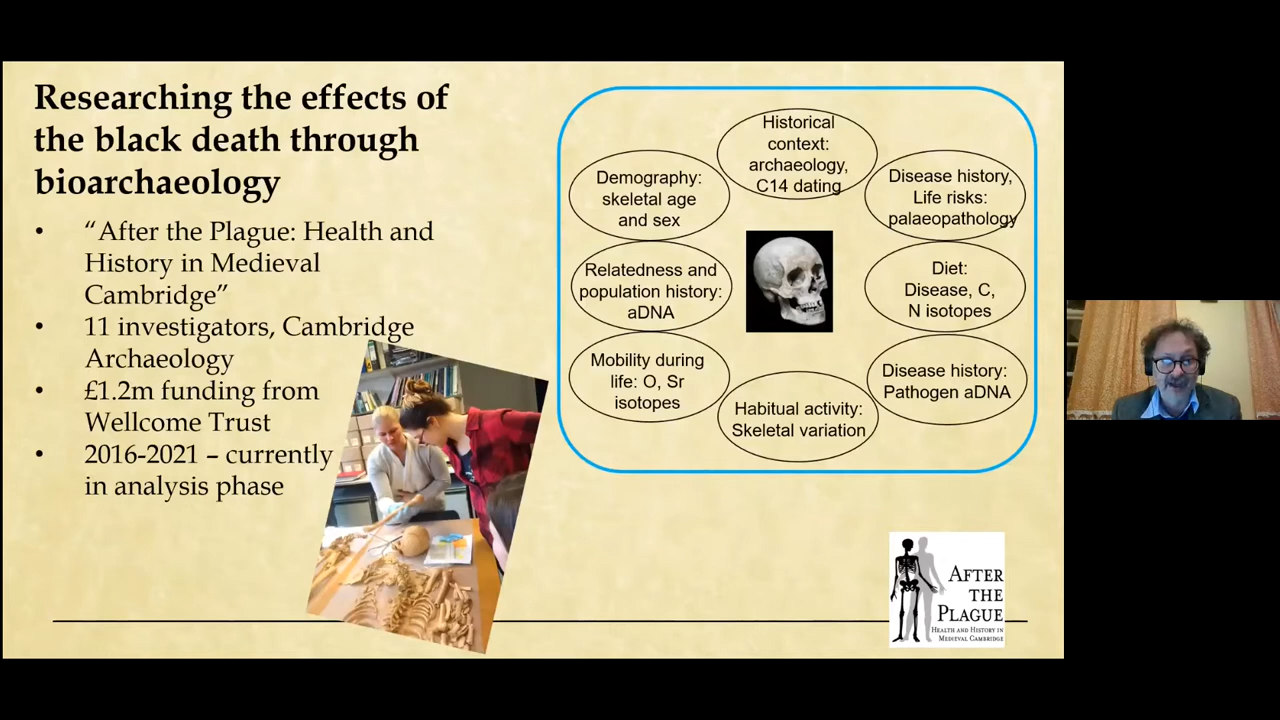 Researching the effects of
the black death through
bioarchaeology
• “After the Plague: Health and
History in Medieval
Cambridge”
• 11 investigators, Cambridge
Archaeology
• £1.2m funding from
Wellcome Trust
• 2016-2021 – currently
in analysis phase
Historical
context:
archaeology,
C14 dating
Demography:
skeletal age
and sex
Disease history,
Life risks:
palaeopathology
Relatedness and
population history:
aDNA
Diet:
Disease, C,
N isotopes
Mobility during
life: O, Sr
isotopes
Disease history:
Pathogen aDNA
Habitual activity:
Skeletal variation
AFTER
THE
PLAGUE
HEALTH AND HISTORY IN
MEDIEVAL CAMBRIDGE